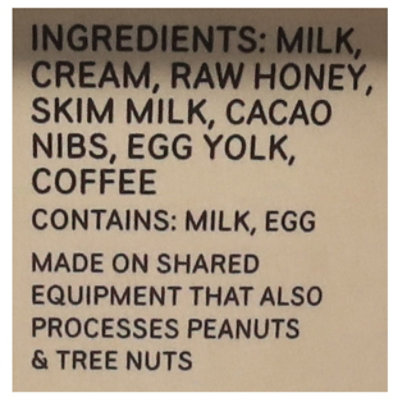 INGREDIENTS: MILK,
CREAM, RAW HONEY,
SKIM MILK, CACAO
NIBS, EGG YOLK,
COFFEE
CONTAINS: MILK, EGG
MADE ON SHARED
EQUIPMENT THAT ALSO
PROCESSES PEANUTS
& TREE NUTS